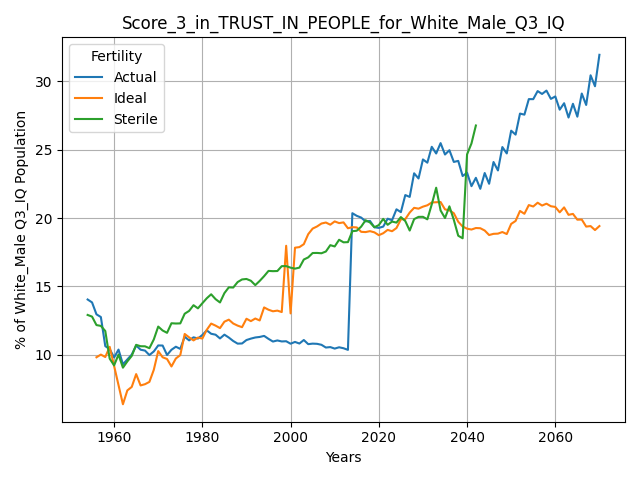 Score_3_in_TRUST_IN_PEOPLE_for_White_Male_Q3_IQ
Fertility
Actual
Ideal
Sterile
% of White_Male Q3_IQ Population
30
25
20
15
10
1960
1980
2000
2020
2040
2060
Years